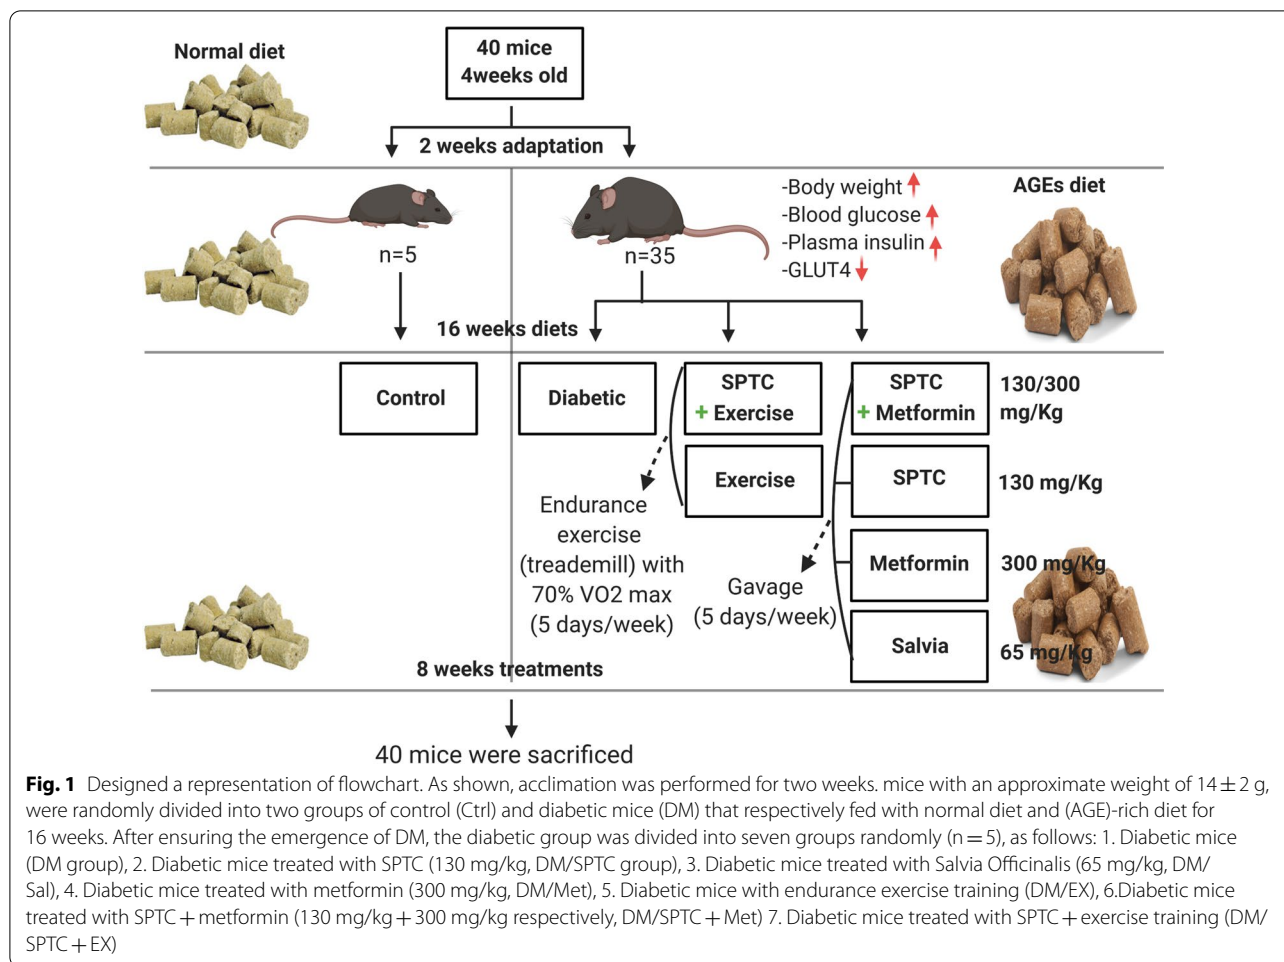 Normal diet
40 mice
4weeks old
2 weeks adaptation
n=5
n=35
-Body weight
-Blood glucose
-Plasma insulin
-GLUT4
AGEs diet
16 weeks diets
Control
Diabetic
SPTC
+ Exercise
SPTC
+ Metformin
130/300
mg/Kg
Exercise
SPTC
130 mg/Kg
Endurance
exercise
(treademill) with
70% VO2 max
(5 days/week)
Gavage
(5 days/week)
Metformin
300 mg/Kg
Salvia
65 mg/Kg
8 weeks treatments
40 mice were sacrificed
Fig. 1 Designed a representation of flowchart. As shown, acclimation was performed for two weeks. mice with an approximate weight of 14±2 g,
were randomly divided into two groups of control (Ctrl) and diabetic mice (DM) that respectively fed with normal diet and (AGE)-rich diet for
16 weeks. After ensuring the emergence of DM, the diabetic group was divided into seven groups randomly (n=5), as follows: 1. Diabetic mice
(DM group), 2. Diabetic mice treated with SPTC (130 mg/kg, DM/SPTC group), 3. Diabetic mice treated with Salvia Officinalis (65 mg/kg, DM/
Sal), 4. Diabetic mice treated with metformin (300 mg/kg, DM/Met), 5. Diabetic mice with endurance exercise training (DM/EX), 6.Diabetic mice
treated with SPTC+metformin (130 mg/kg+300 mg/kg respectively, DM/SPTC+Met) 7. Diabetic mice treated with SPTC+exercise training (DM/
SPTC+EX)